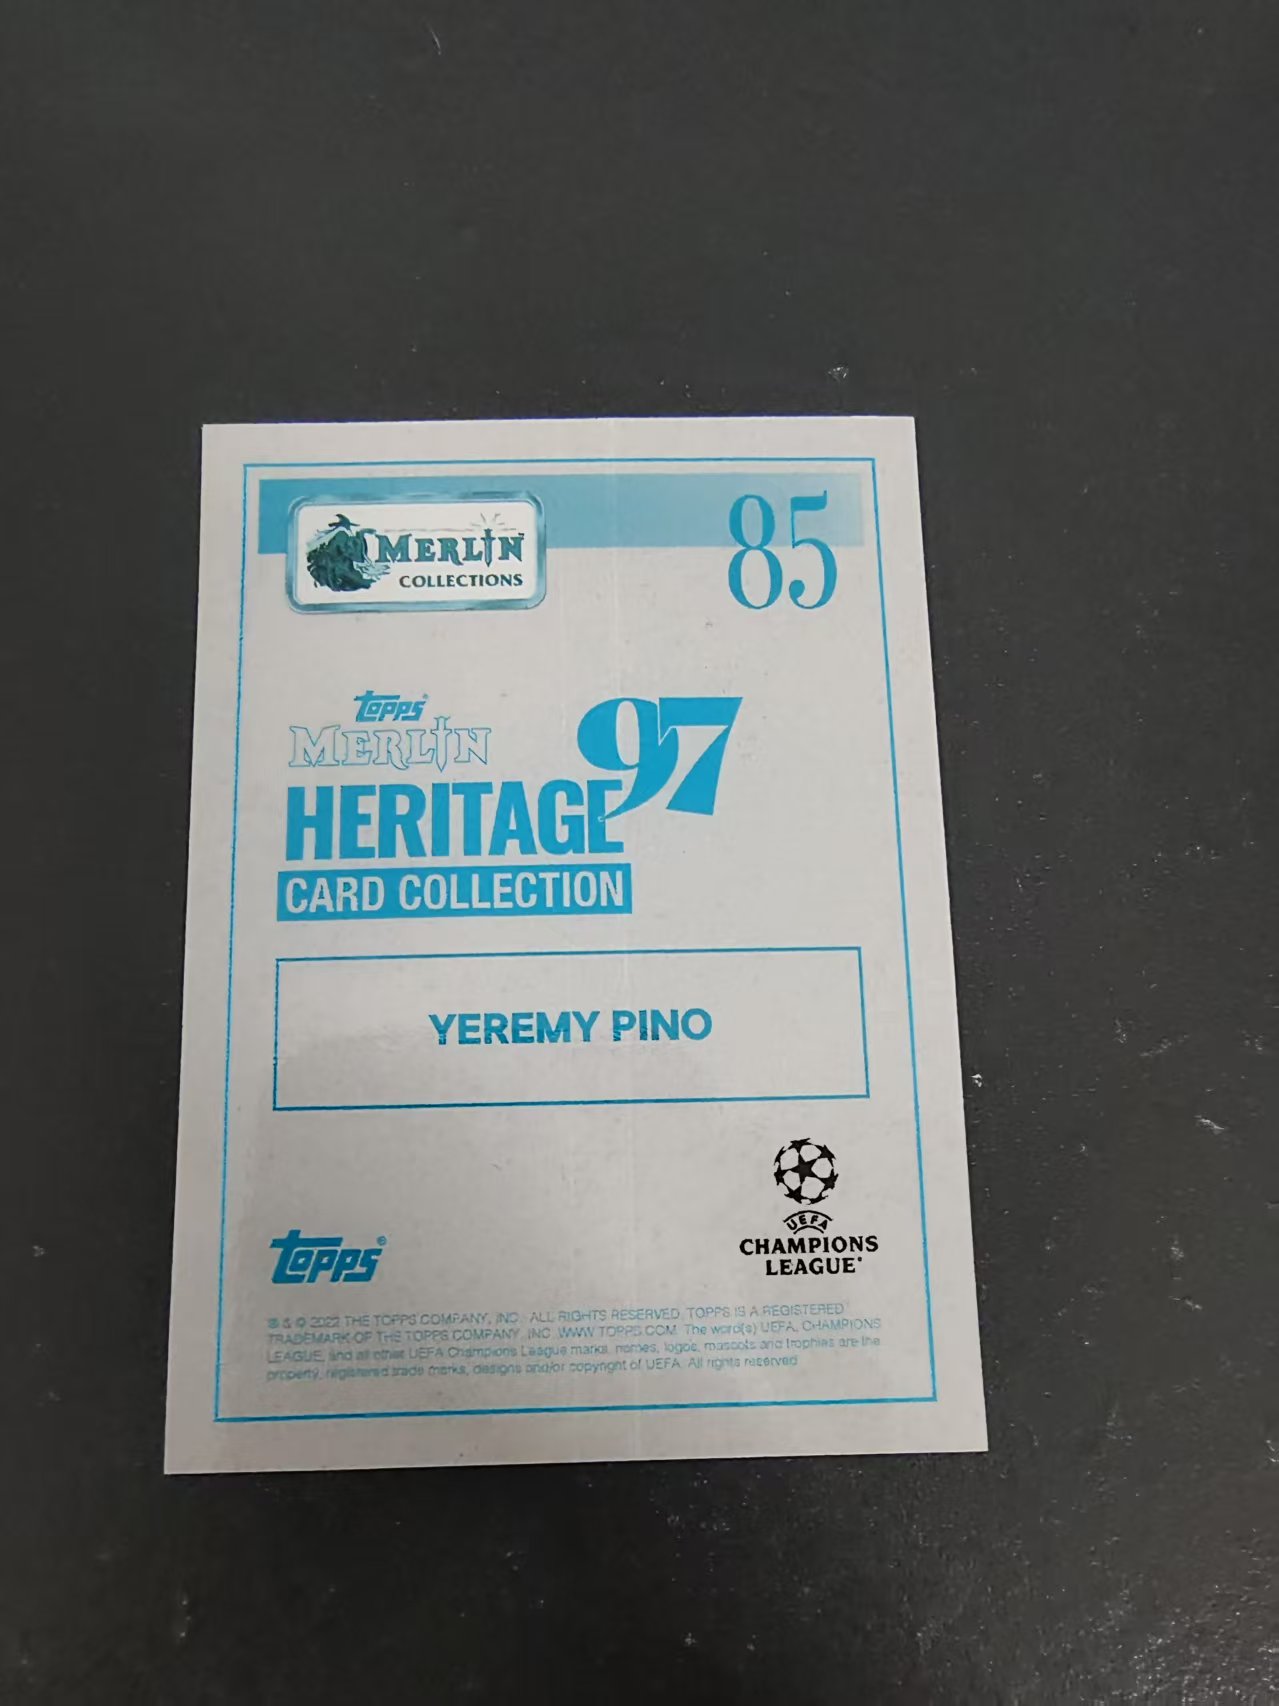 MERLIN
COLLECTIONS
85
Topps
MERLIN
97
HERITAGE
CARD COLLECTION
YEREMY PINO
UEFA
CHAMPIONS
LEAGUE
Topps®
® & © 2022 THE TOPPS COMPANY, INC. ALL RIGHTS RESERVED. TOPPS IS A REGISTERED
TRADEMARK OF THE TOPPS COMPANY, INC. WWW.TOPPS.COM. The word(s) UEFA, CHAMPIONS
LEAGUE, and all other UEFA Champions League marks, names, logos, mascots and trophies are the
property, registered trade marks, designs and/or copyright of UEFA. All rights reserved.